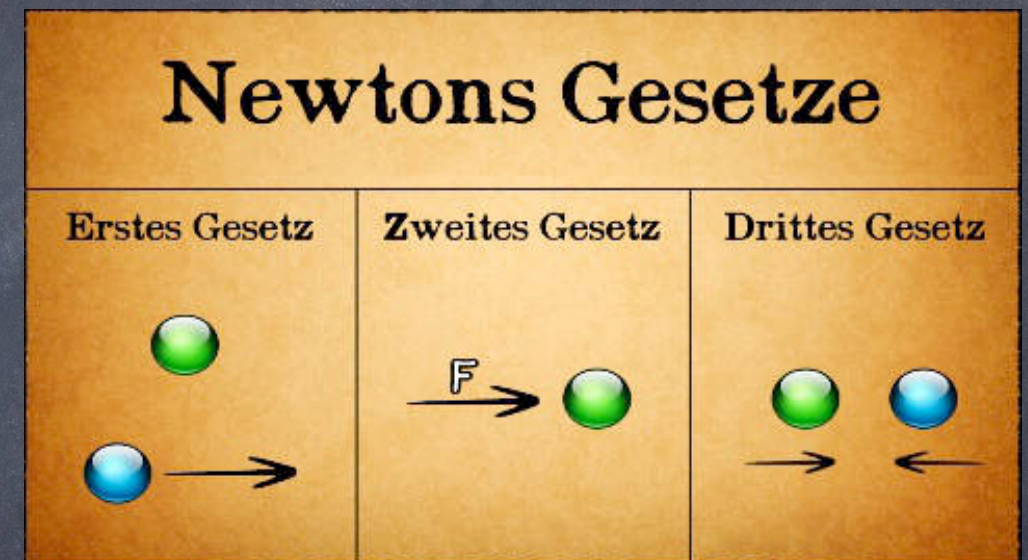 Newtons Gesetze
Erstes Gesetz
Zweites Gesetz
Drittes Gesetz
F